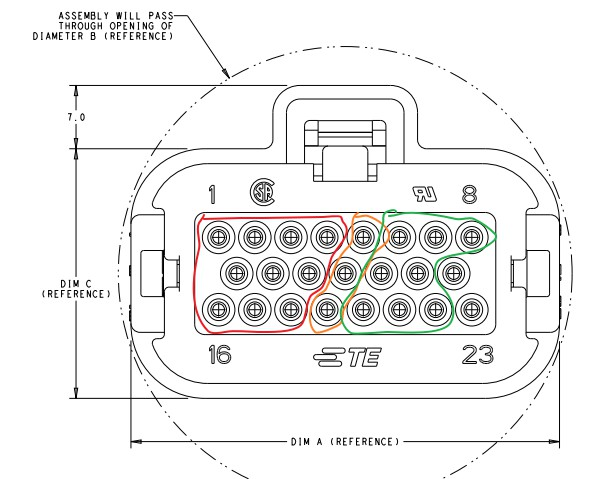 ASSEMBLY WILL PASS
THROUGH OPENING OF
DIAMETER B (REFERENCE)
7.0
1
SA
8
DIM C
(REFERENCE)
16
TE
23
DIM A (REFERENCE)